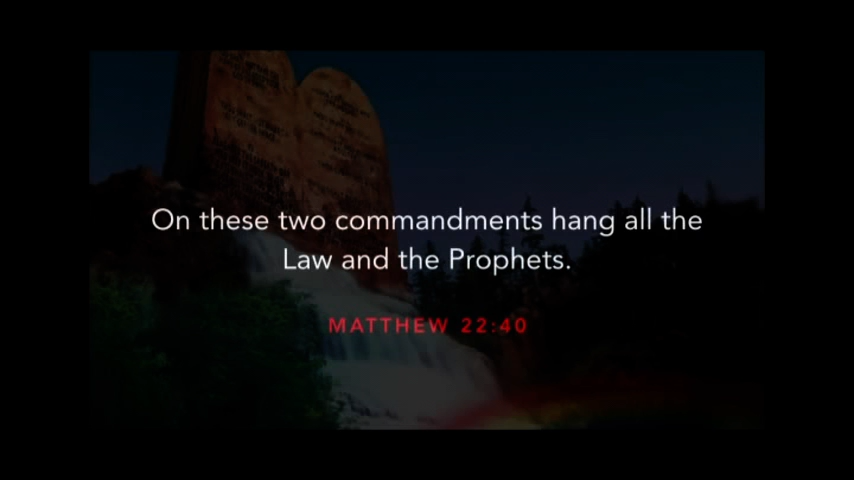 On these two commandments hang all the
Law and the Prophets.
MATTHEW 22:40